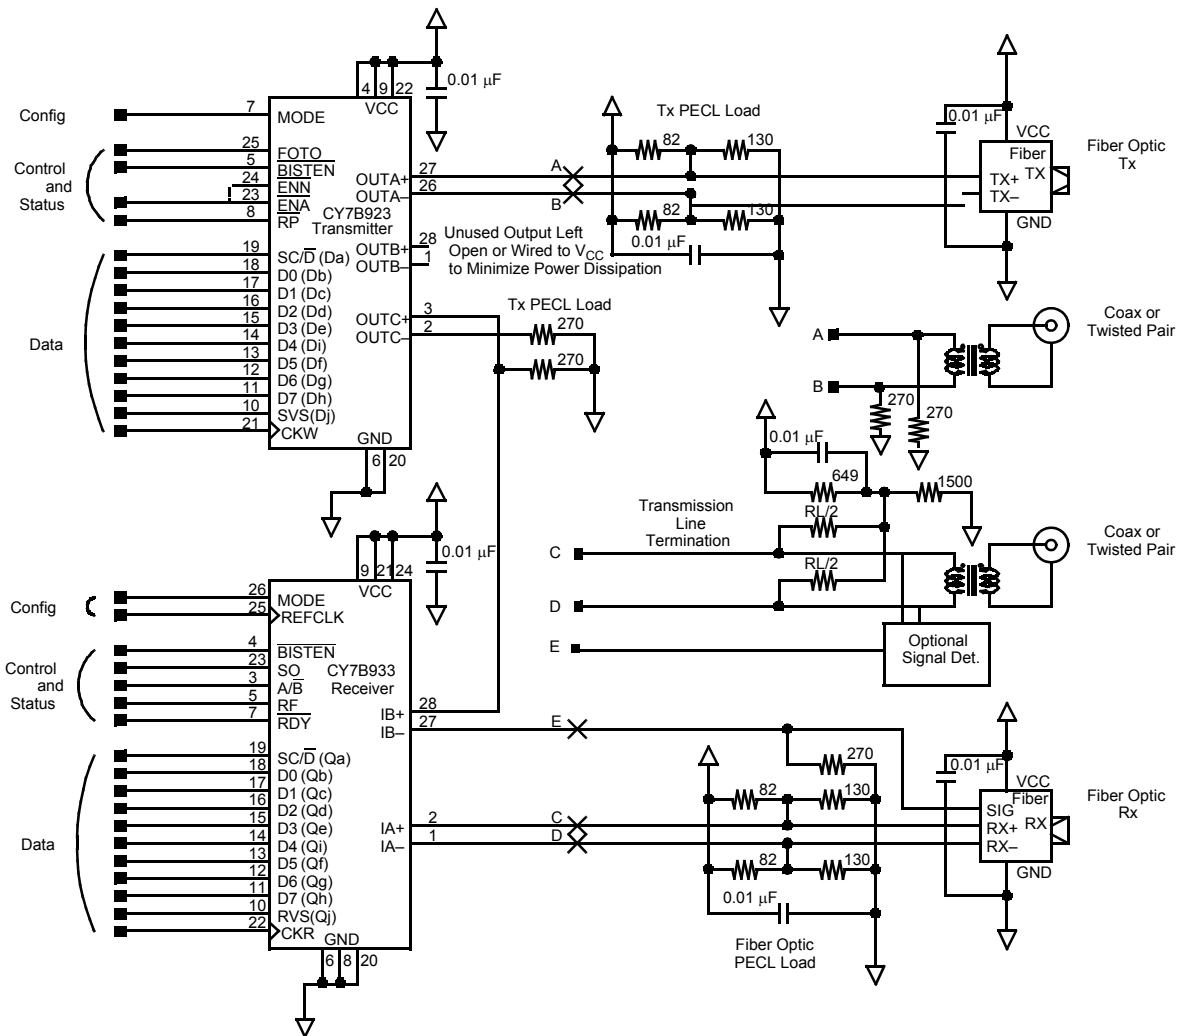 4 9 22
0.01 µF
VCC
Config
7
MODE
Control
and
Status
25
FOTO
5
BISTEN
24
ENN
23
ENA
8
RP
OUTA+
27
OUTA–
26
CY7B923
Transmitter
OUTB+
28
OUTB–
1
Unused Output Left
Open or Wired to VCC
to Minimize Power Dissipation
Data
19
SC/D (Da)
18
D0 (Db)
17
D1 (Dc)
16
D2 (Dd)
15
D3 (De)
14
D4 (Di)
13
D5 (Df)
12
D6 (Dg)
11
D7 (Dh)
10
SVS(Dj)
21
CKW
OUTC+
3
OUTC–
2
Tx PECL Load
270
270
GND
6 20
Tx PECL Load
82
130
A
B
82
130
0.01 µF
0.01 µF
VCC
Fiber
TX
TX+
TX–
GND
Fiber Optic
Tx
A
B
270
270
Coax or
Twisted Pair
0.01 µF
649
1500
Transmission
Line
Termination
RL/2
RL/2
C
D
E
Optional
Signal Det.
Coax or
Twisted Pair
9 21 24
0.01 µF
VCC
Config
26
MODE
25
REFCLK
Control
and
Status
4
BISTEN
23
SO
3
A/B
5
RF
7
RDY
CY7B933
Receiver
IB+
28
IB–
27
E
Data
19
SC/D (Qa)
18
D0 (Qb)
17
D1 (Qc)
16
D2 (Qd)
15
D3 (Qe)
14
D4 (Qi)
13
D5 (Qf)
12
D6 (Qg)
11
D7 (Qh)
10
RVS(Qj)
22
CKR
IA+
2
IA–
1
C
D
GND
6 8 20
270
82
130
82
130
0.01 µF
Fiber Optic
PECL Load
0.01 µF
VCC
Fiber
SIG
RX+
RX
RX–
GND
Fiber Optic
Rx